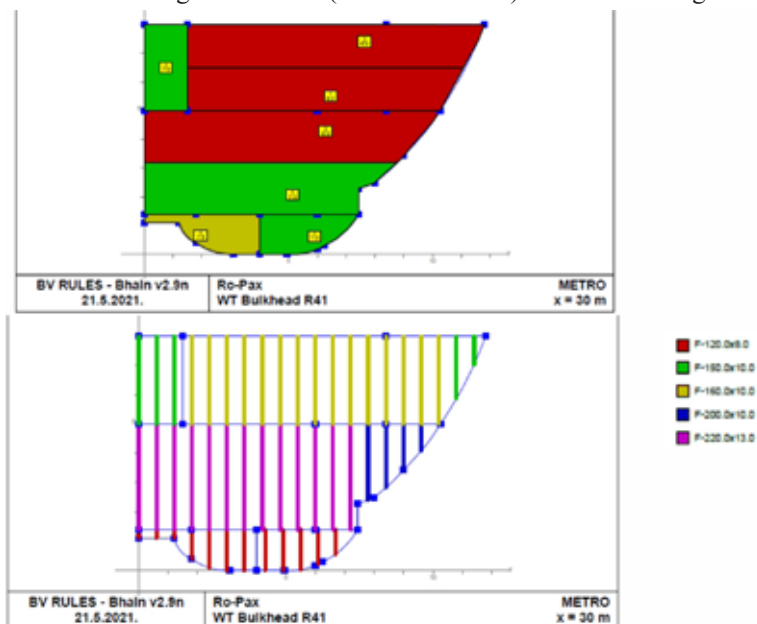 BV RULES - Bhain v2.9n
21.5.2021.
Ro-Pax
WT Bulkhead R41
METRO
x = 30 m
BV RULES - Bhain v2.9n
21.5.2021.
Ro-Pax
WT Bulkhead R41
METRO
x = 30 m
F-120.0x8.0
F-150.0x10.0
F-160.0x10.0
F-200.0x10.0
F-220.0x13.0